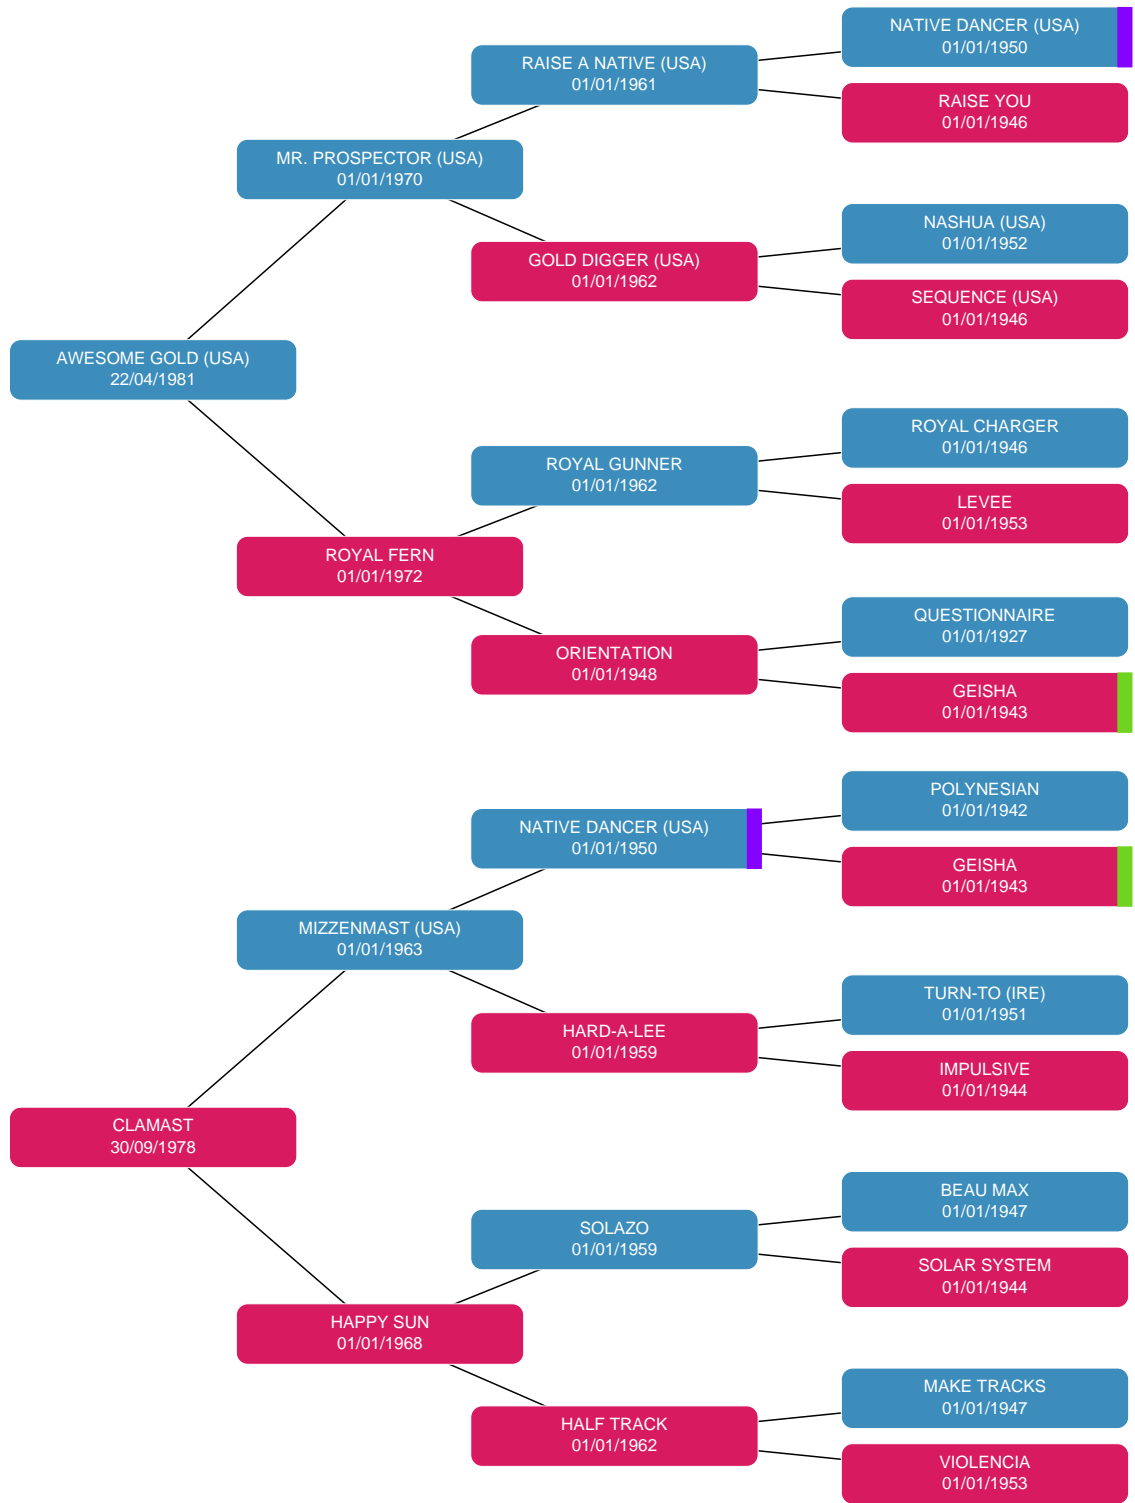 NATIVE DANCER (USA)
01/01/1950
RAISE A NATIVE (USA)
01/01/1961
RAISE YOU
01/01/1946
MR. PROSPECTOR (USA)
01/01/1970
NASHUA (USA)
01/01/1952
GOLD DIGGER (USA)
01/01/1962
SEQUENCE (USA)
01/01/1946
AWESOME GOLD (USA)
22/04/1981
ROYAL CHARGER
01/01/1946
ROYAL GUNNER
01/01/1962
LEVEE
01/01/1953
ROYAL FERN
01/01/1972
QUESTIONNAIRE
01/01/1927
ORIENTATION
01/01/1948
GEISHA
01/01/1943
POLYNESIAN
01/01/1942
NATIVE DANCER (USA)
01/01/1950
GEISHA
01/01/1943
MIZZENMAST (USA)
01/01/1963
TURN-TO (IRE)
01/01/1951
HARD-A-LEE
01/01/1959
IMPULSIVE
01/01/1944
CLAMAST
30/09/1978
BEAU MAX
01/01/1947
SOLAZO
01/01/1959
SOLAR SYSTEM
01/01/1944
HAPPY SUN
01/01/1968
MAKE TRACKS
01/01/1947
HALF TRACK
01/01/1962
VIOLENCIA
01/01/1953